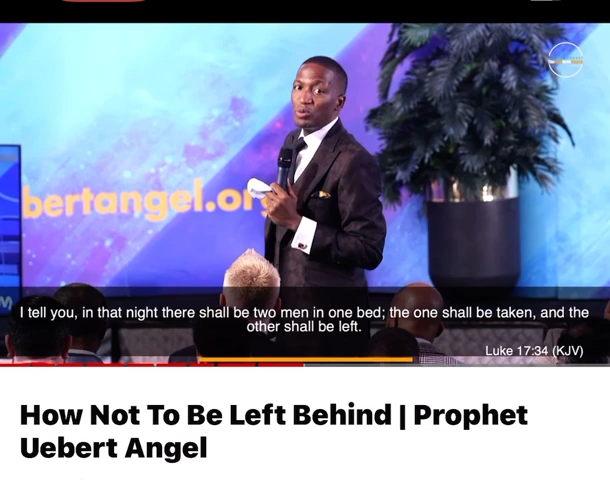 bertangel.or
I tell you, in that night there shall be two men in one bed; the one shall be taken, and the
other shall be left.
Luke 17:34 (KJV)
How Not To Be Left Behind | Prophet
Uebert Angel